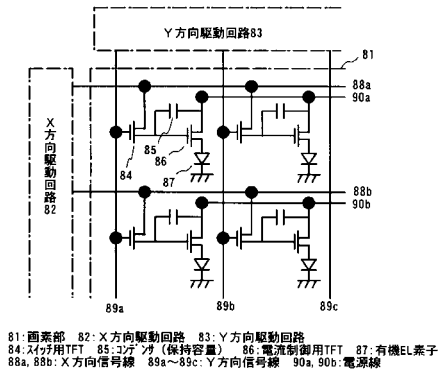 Y方向駆動回路83
81
88a
90a
X方向駆動回路82
84
85
86
87
88b
90b
89a
89b
89c
81:画素部 82:X方向駆動回路 83:Y方向駆動回路
84:スイッチ用TFT 85:コンデンサ(保持容量) 86:電流制御用TFT 87:有機EL素子
88a, 88b:X方向信号線 89a~89c:Y方向信号線 90a, 90b:電源線